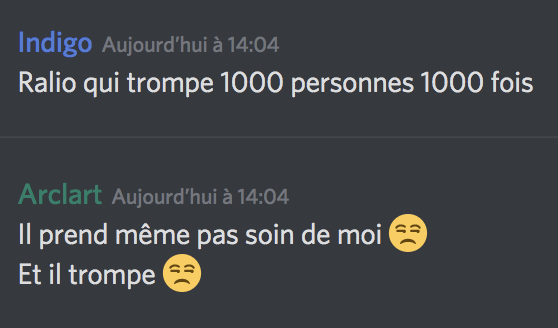 Indigo Aujourd'hui à 14:04
Ralio qui trompe 1000 personnes 1000 fois
Arclart Aujourd'hui à 14:04
Il prend même pas soin de moi 😒
Et il trompe 😒